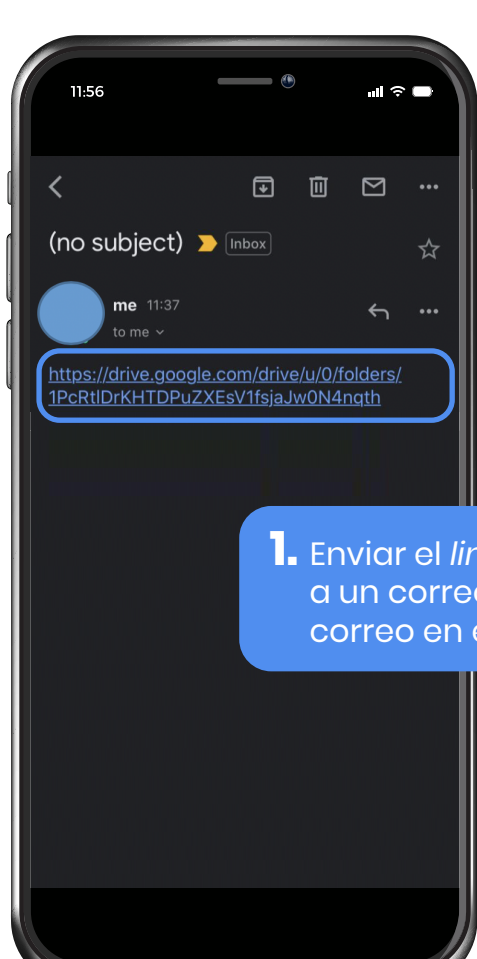 11:56
(no subject) Inbox
me 11:37
to me
https://drive.google.com/drive/u/0/folders/
1PcRtlDrKHTDPuZXEsV1fsjaJw0N4nqth
1. Enviar el
a un
correo en